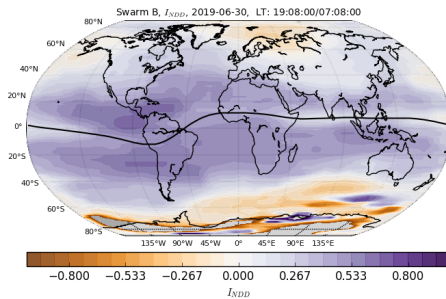 Swarm B, I_NDD, 2019-06-30, LT: 19:08:00/07:08:00
80°N
60°N
40°N
20°N
0°
20°S
40°S
60°S
80°S
135°W 90°W 45°W 0° 45°E 90°E 135°E
−0.800 −0.533 −0.267 0.000 0.267 0.533 0.800
I_NDD